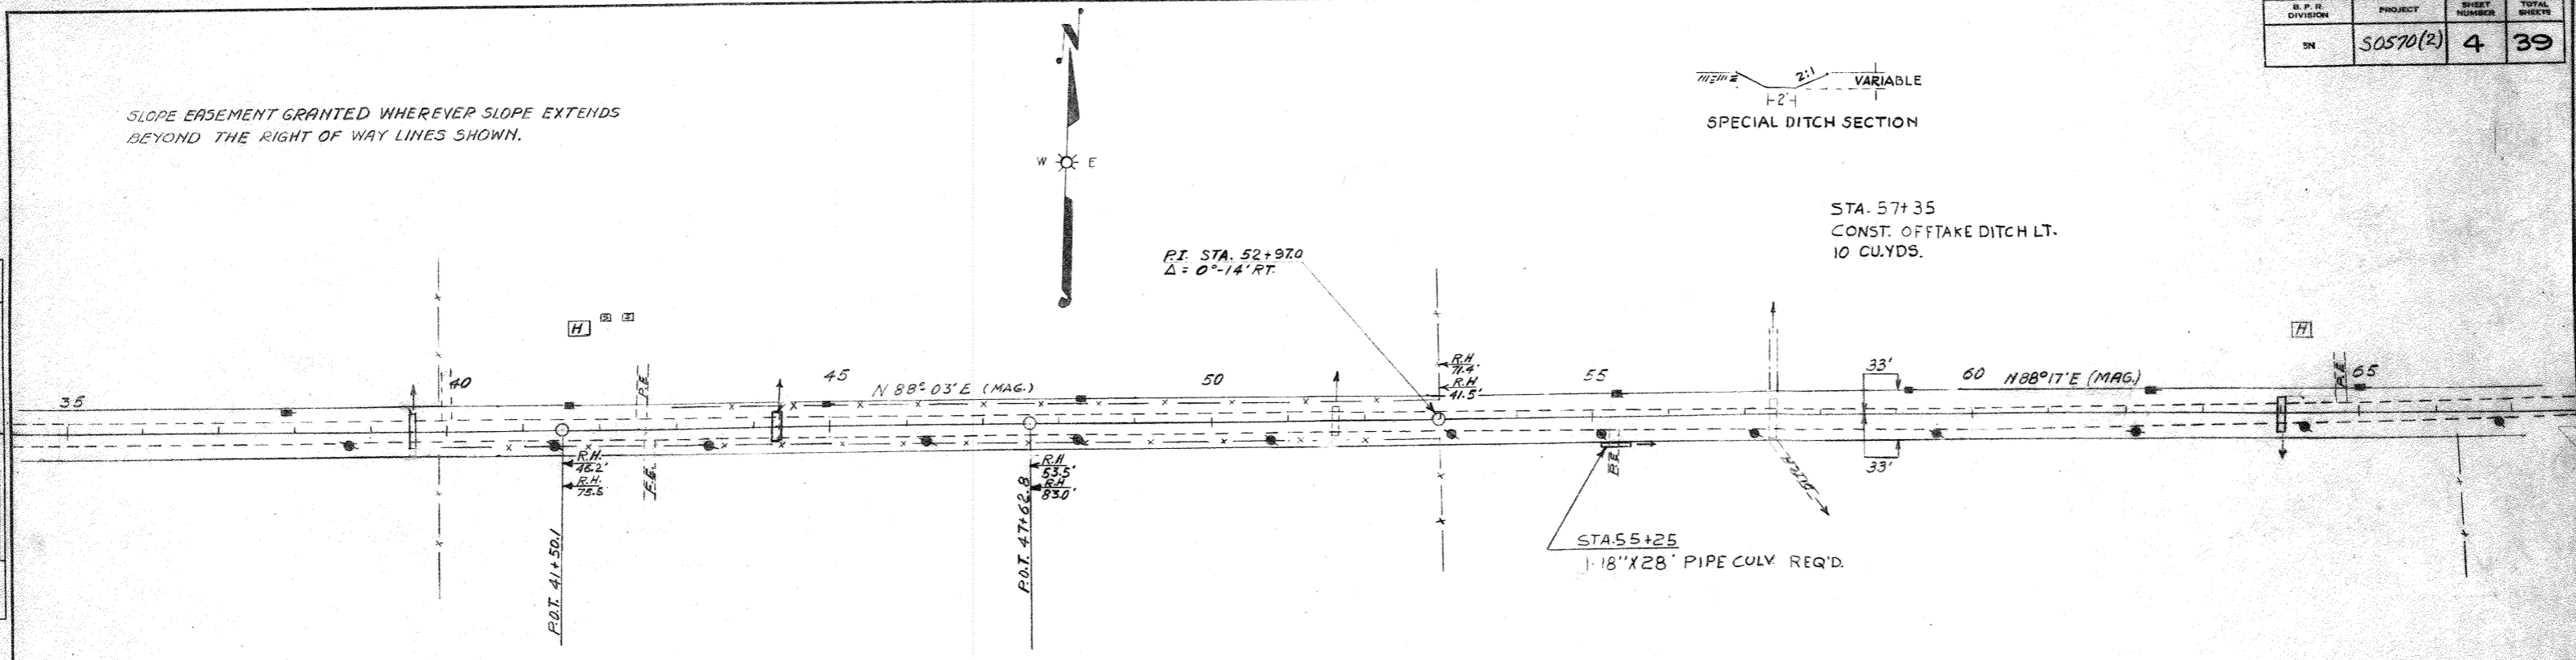 B. P. R. DIVISION
PROJECT
SHEET NUMBER
TOTAL SHEETS
5N
S0570(2)
4
39
SLOPE EASEMENT GRANTED WHEREVER SLOPE EXTENDS
BEYOND THE RIGHT OF WAY LINES SHOWN.
N
W E
2:1
VARIABLE
2'
SPECIAL DITCH SECTION
STA. 57+35
CONST. OFFTAKE DITCH LT.
10 CU.YDS.
P.I. STA. 52+97.0
Δ = 0°-14' RT.
H
S
S
H
35
40
P.E.
45
N 88° 03' E (MAG.)
50
R.H. 71.4'
R.H. 41.5'
55
33'
60
N 88° 17' E (MAG.)
P.E.
65
R.H. 46.2'
R.H. 75.5
F.E.
R.H. 53.5'
R.H. 83.0'
33'
DITCH
P.O.T. 41+50.1
P.O.T. 47+62.8
STA. 55+25
1-18"X28' PIPE CULV. REQ'D.